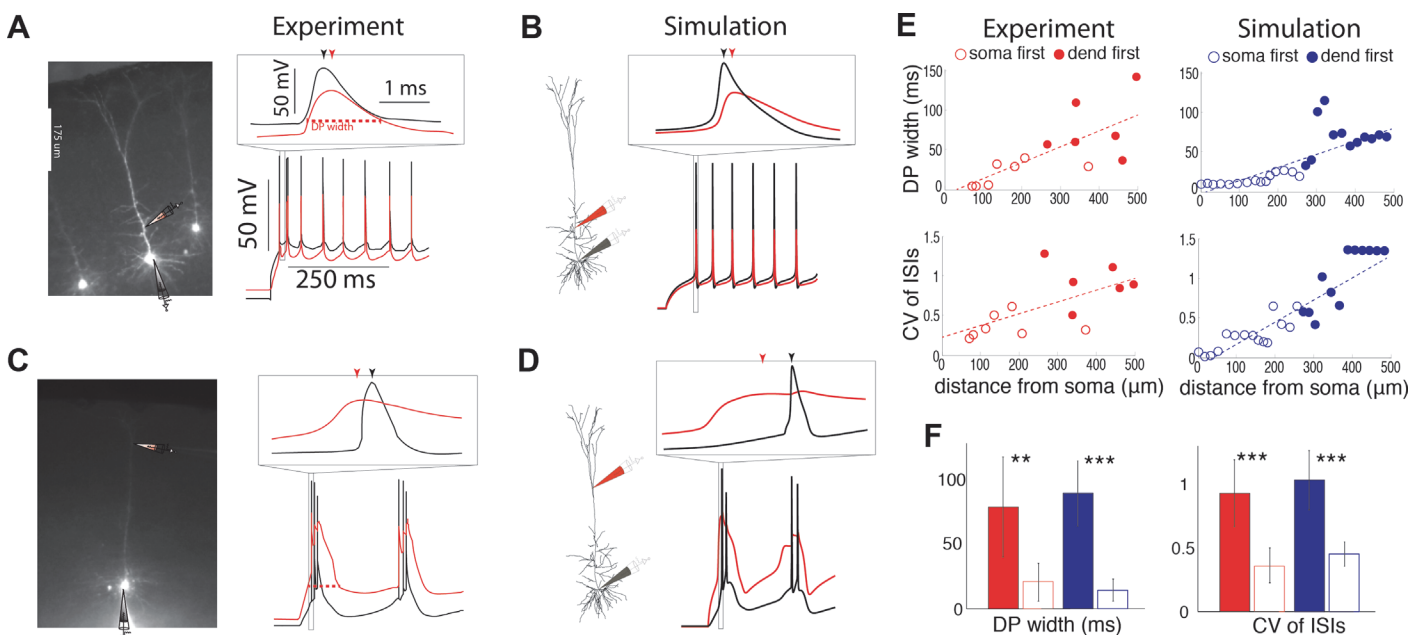 A
Experiment
175 um
50 mV
1 ms
DP width
50 mV
250 ms
B
Simulation
C
D
E
Experiment
Simulation
soma first
dend first
soma first
dend first
DP width (ms)
150
100
50
0
0 100 200 300 400 500
150
100
50
0 100 200 300 400 500
CV of ISIs
1.5
1
0.5
0
0 100 200 300 400 500
1.5
1
0.5
0
0 100 200 300 400 500
distance from soma (μm)
distance from soma (μm)
F
100
50
0
** ***
DP width (ms)
1
0.5
0
*** ***
CV of ISIs